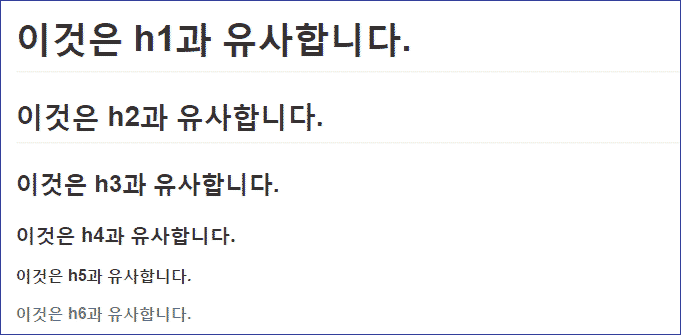 이것은 h1과 유사합니다.
이것은 h2과 유사합니다.
이것은 h3과 유사합니다.
이것은 h4과 유사합니다.
이것은 h5과 유사합니다.
이것은 h6과 유사합니다.